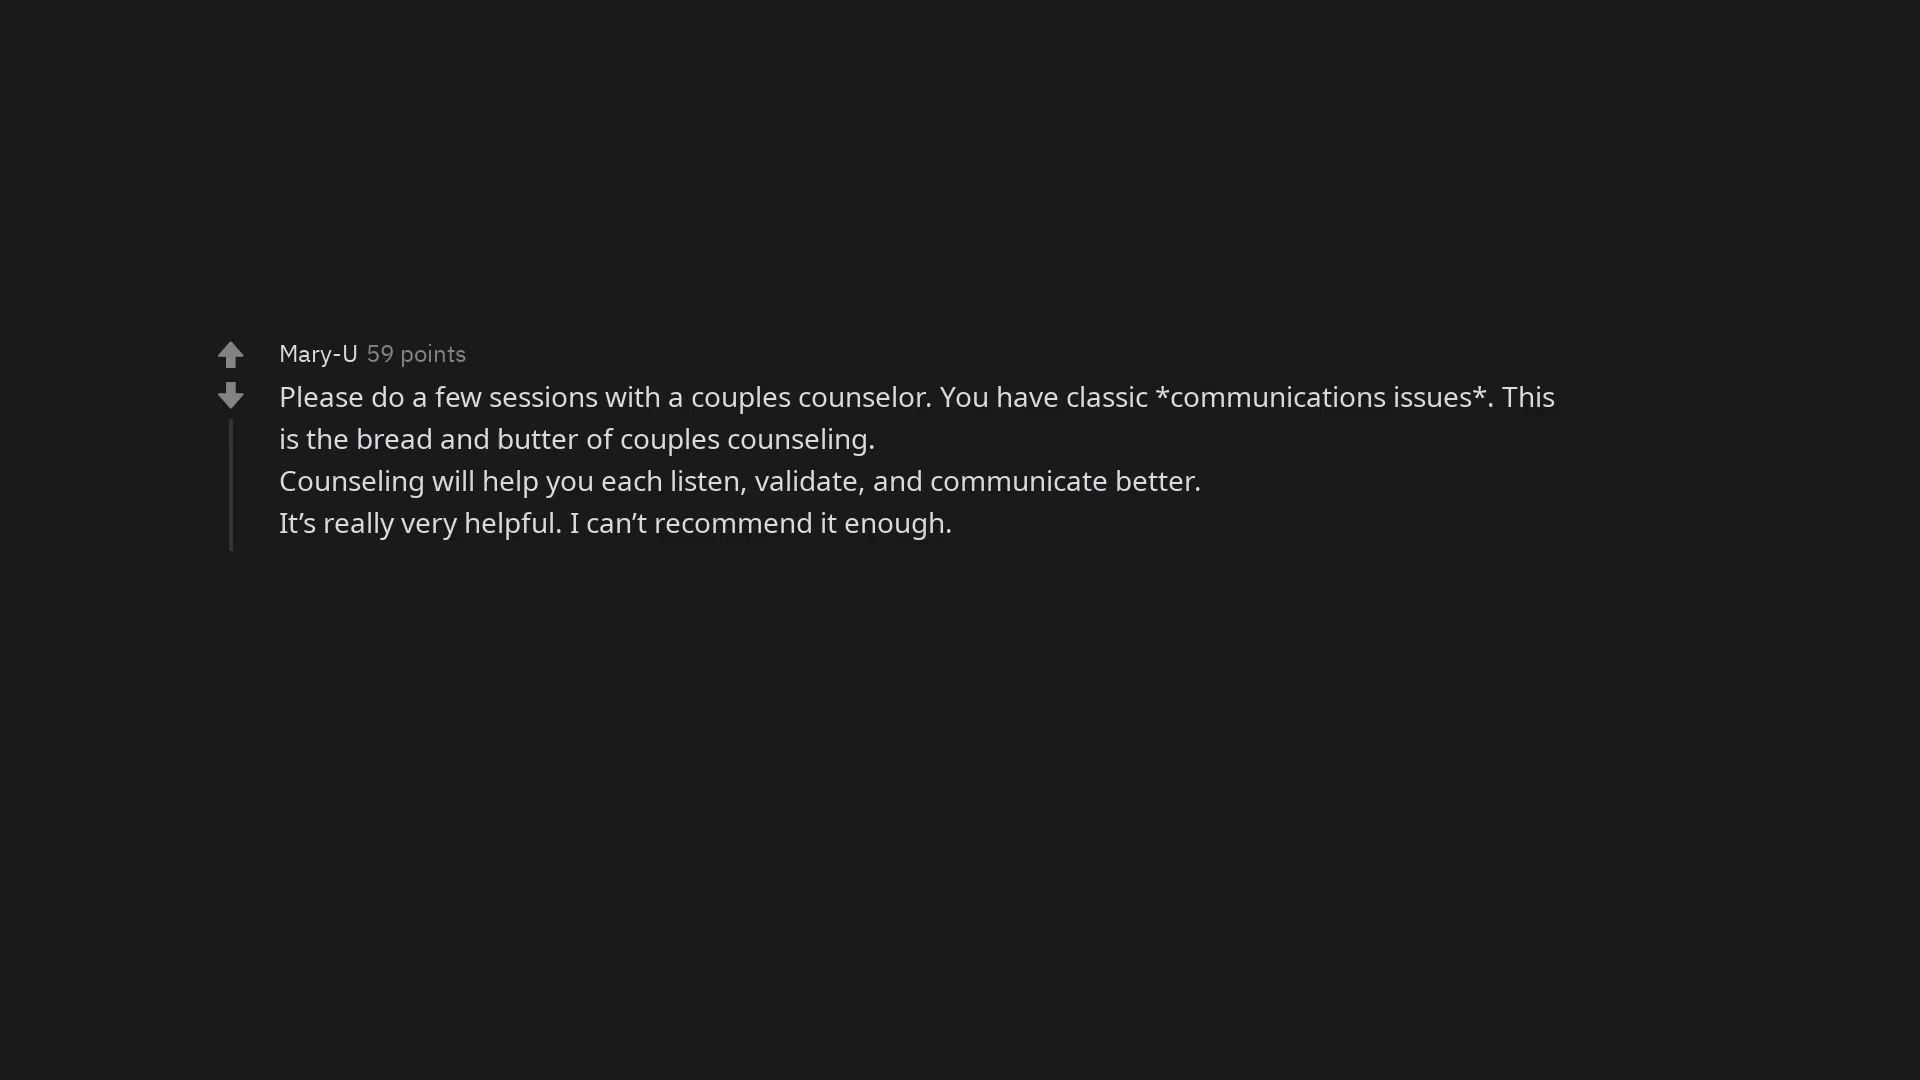 Mary-U 59 points
Please do a few sessions with a couples counselor. You have classic *communications issues*. This
is the bread and butter of couples counseling.
Counseling will help you each listen, validate, and communicate better.
It’s really very helpful. I can’t recommend it enough.